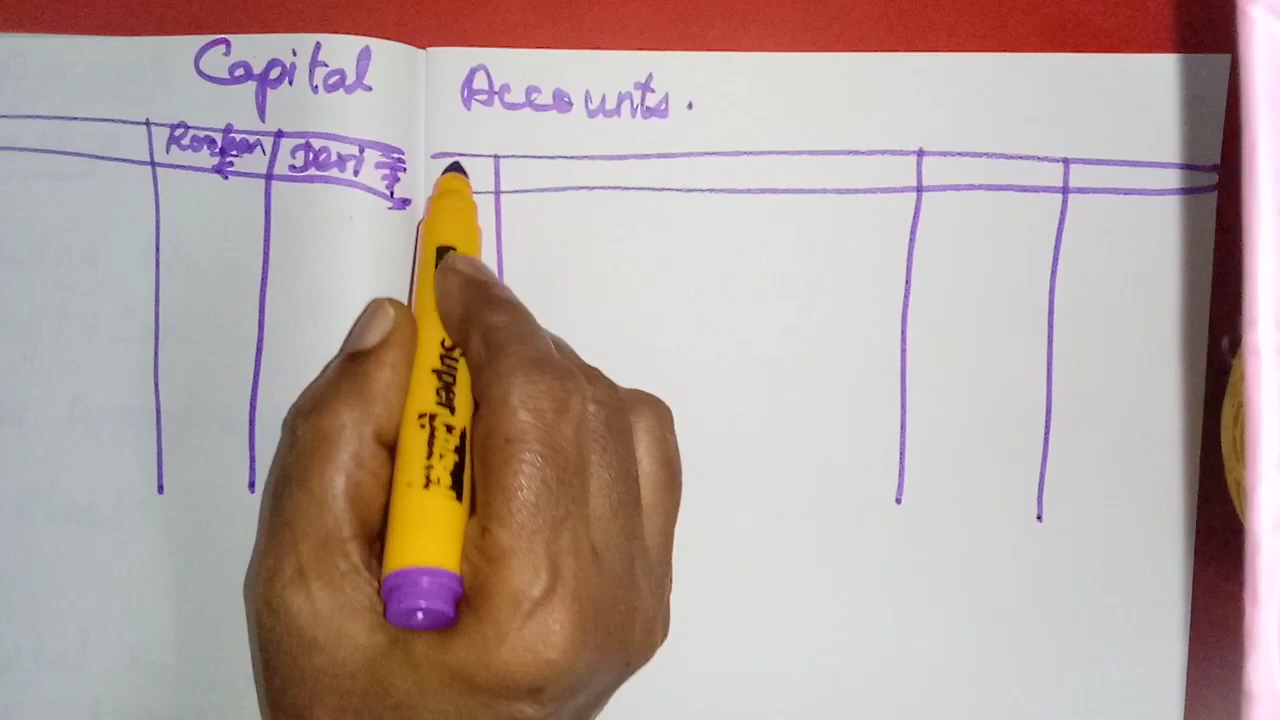 Capital Accounts.
Roshan ₹ Devi ₹
Super